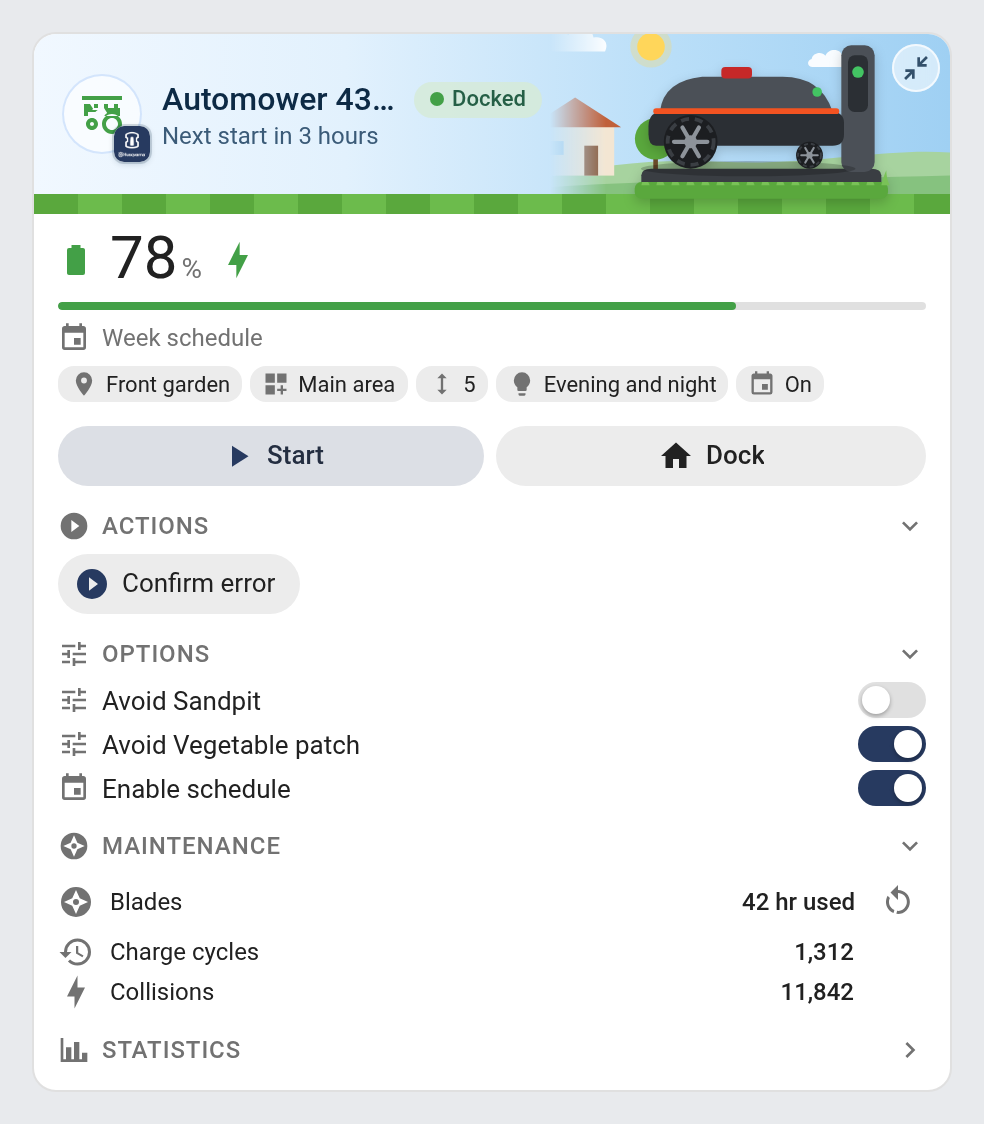 Automower 43…
Docked
Next start in 3 hours
Husqvarna
78 %
Week schedule
Front garden
Main area
5
Evening and night
On
Start
Dock
ACTIONS
Confirm error
OPTIONS
Avoid Sandpit
Avoid Vegetable patch
Enable schedule
MAINTENANCE
Blades 42 hr used
Charge cycles 1,312
Collisions 11,842
STATISTICS